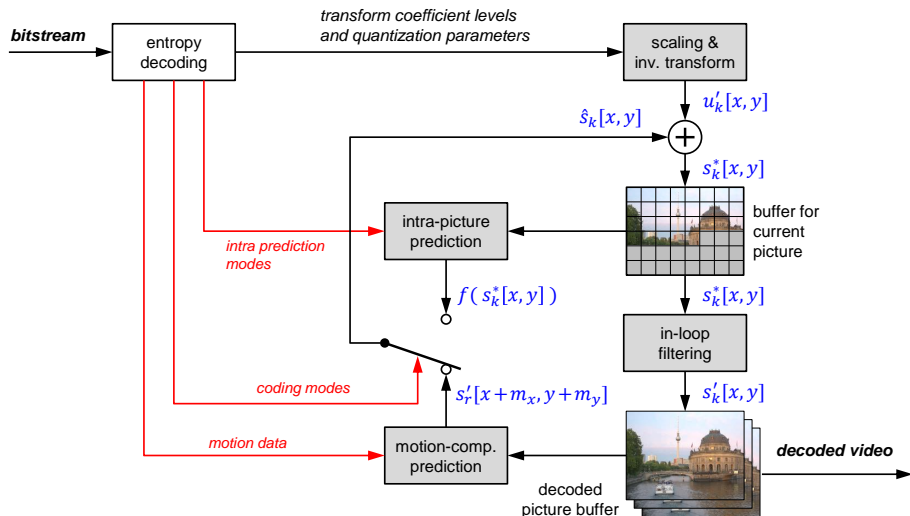 transform coefficient levels
and quantization parameters
bitstream
entropy
decoding
scaling &
inv. transform
u′ₖ[x, y]
ŝₖ[x, y]
+
s*ₖ[x, y]
buffer for
current
picture
intra-picture
prediction
intra prediction
modes
f( s*ₖ[x, y] )
s*ₖ[x, y]
in-loop
filtering
coding modes
s′ᵣ[x+mₓ, y+m_y]
s′ₖ[x, y]
motion data
motion-comp.
prediction
decoded video
decoded
picture buffer